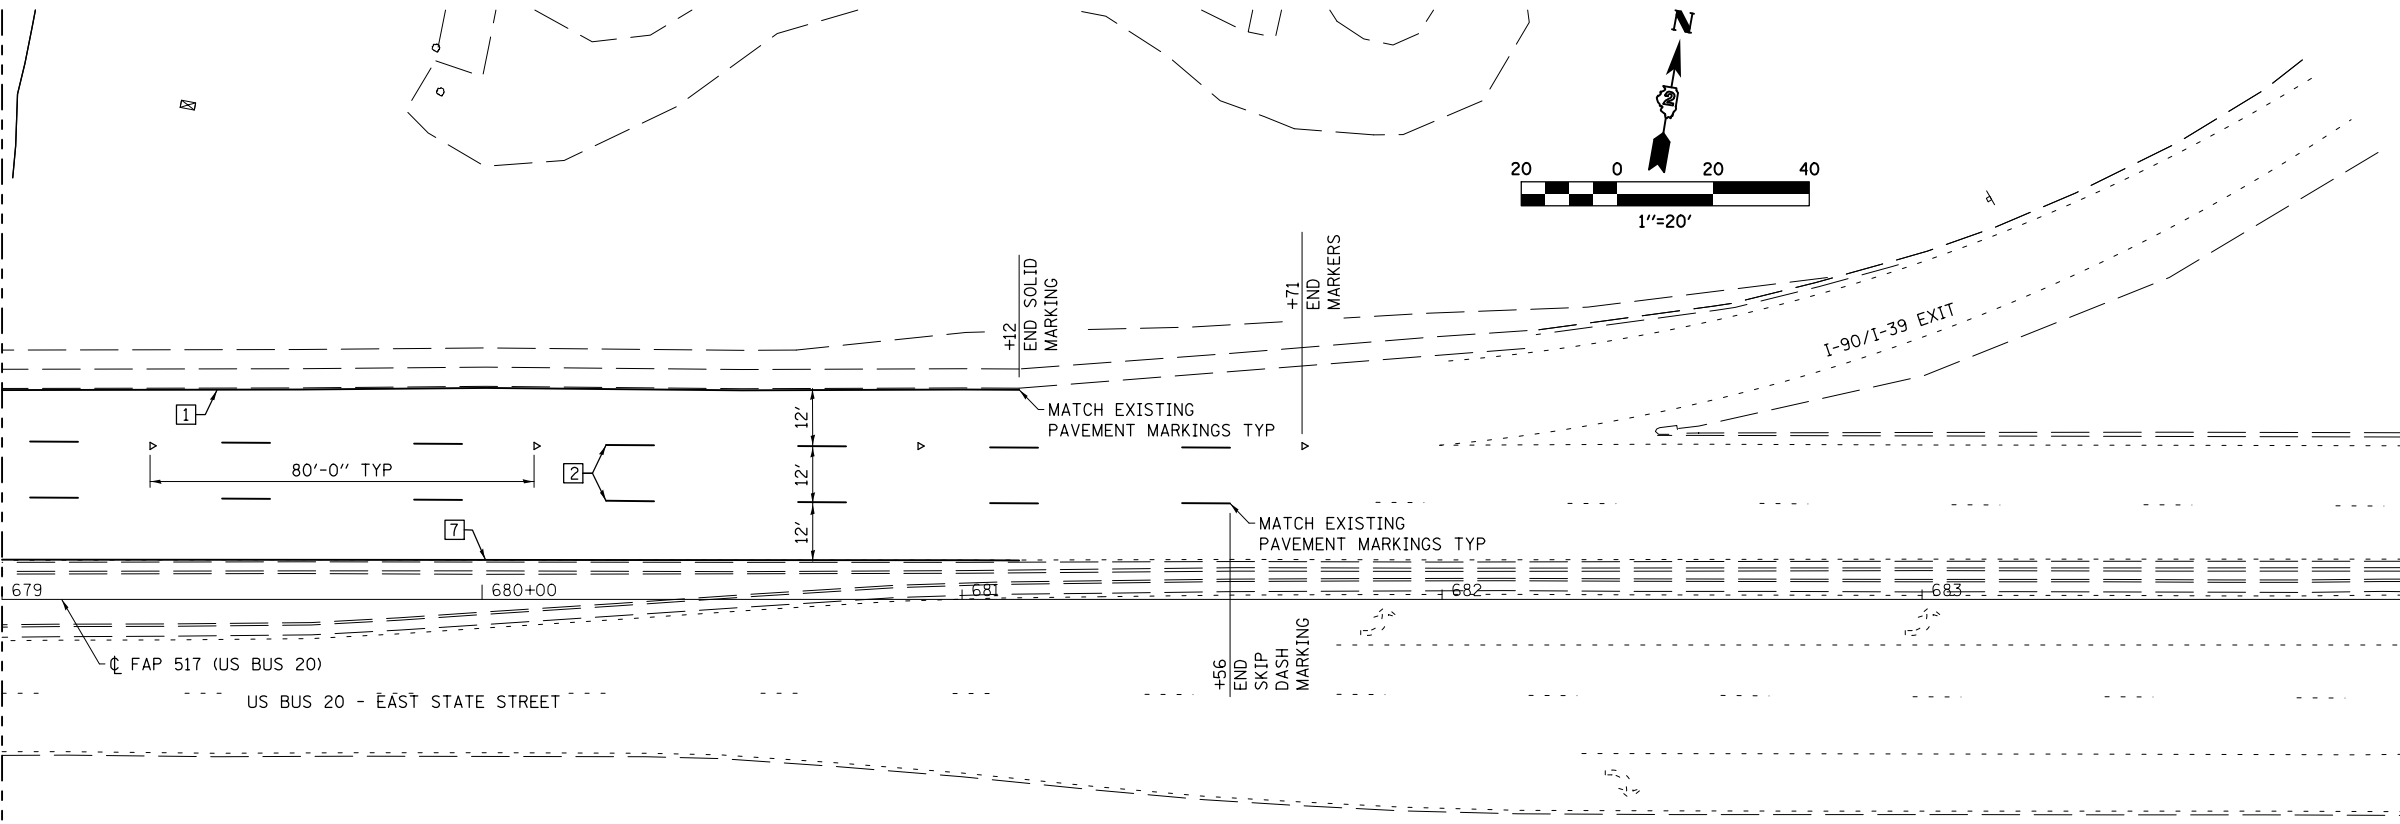 N
2
20 0 20 40
1"=20'
+12
END SOLID
MARKING
+71
END
MARKERS
I-90/I-39 EXIT
1
12'
MATCH EXISTING
PAVEMENT MARKINGS TYP
80'-0" TYP
2
12'
7
12'
MATCH EXISTING
PAVEMENT MARKINGS TYP
679 680+00 681 682 683
+56
END
SKIP
DASH
MARKING
℄ FAP 517 (US BUS 20)
US BUS 20 - EAST STATE STREET